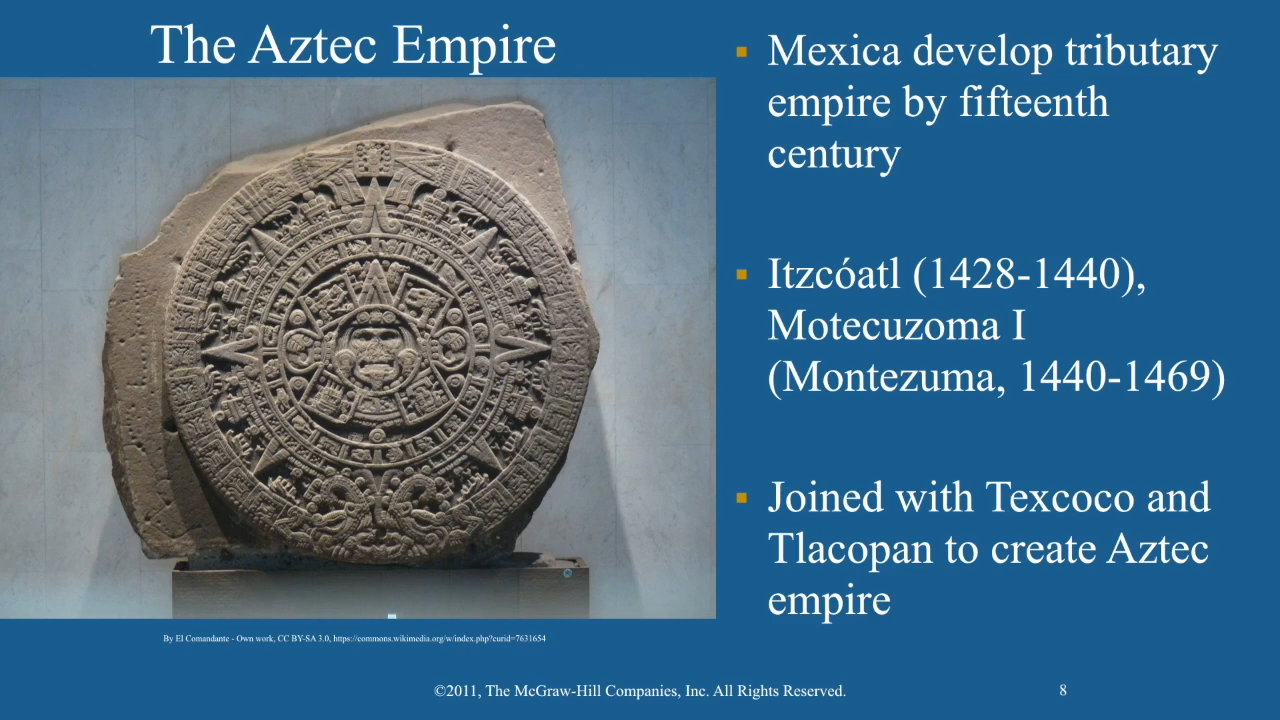 The Aztec Empire
▪ Mexica develop tributary
empire by fifteenth
century
▪ Itzcóatl (1428-1440),
Motecuzoma I
(Montezuma, 1440-1469)
▪ Joined with Texcoco and
Tlacopan to create Aztec
empire
By El Comandante - Own work, CC BY-SA 3.0, https://commons.wikimedia.org/w/index.php?curid=7631654
©2011, The McGraw-Hill Companies, Inc. All Rights Reserved.
8